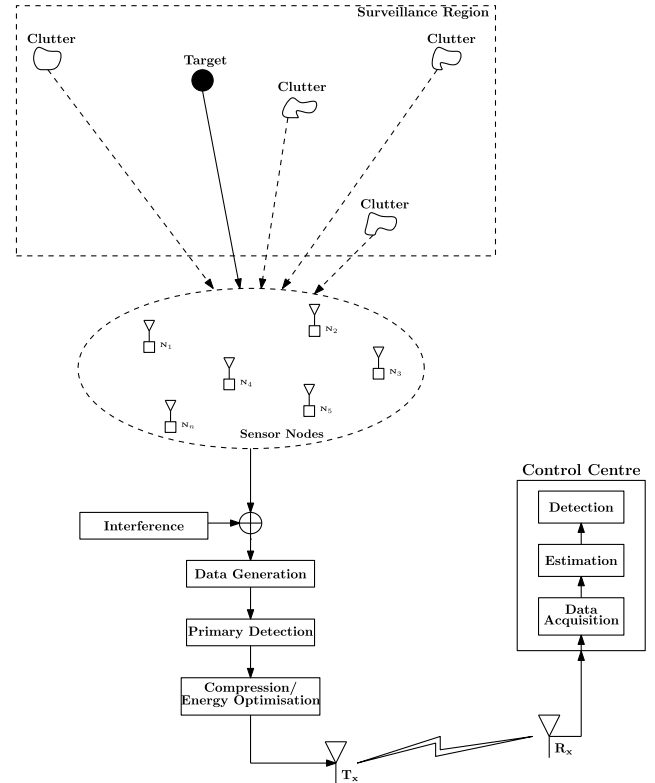 Surveillance Region
Clutter
Clutter
Target
Clutter
Clutter
N₂
N₁
N₃
N₄
N₅
Nₙ
Sensor Nodes
Control Centre
Detection
Interference
Estimation
Data Generation
Data
Acquisition
Primary Detection
Compression/
Energy Optimisation
Rₓ
Tₓ